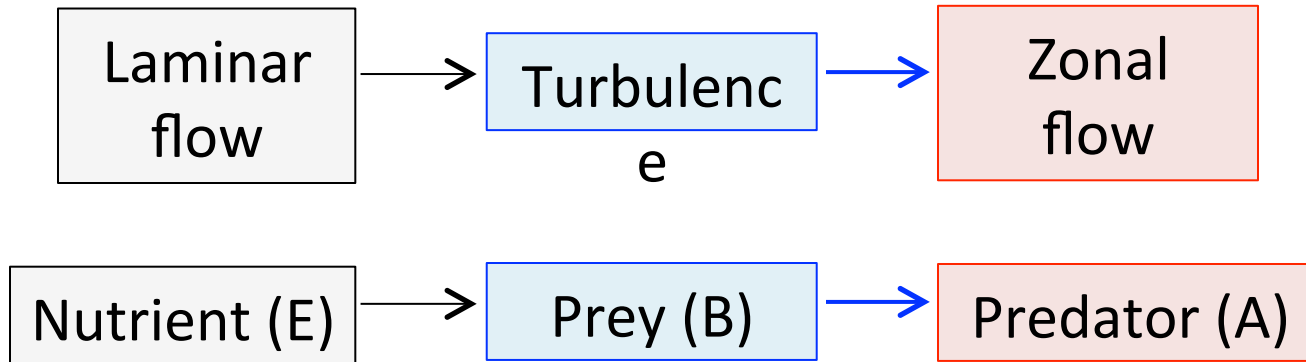 Laminar
flow
Turbulenc
e
Zonal
flow
Nutrient (E)
Prey (B)
Predator (A)